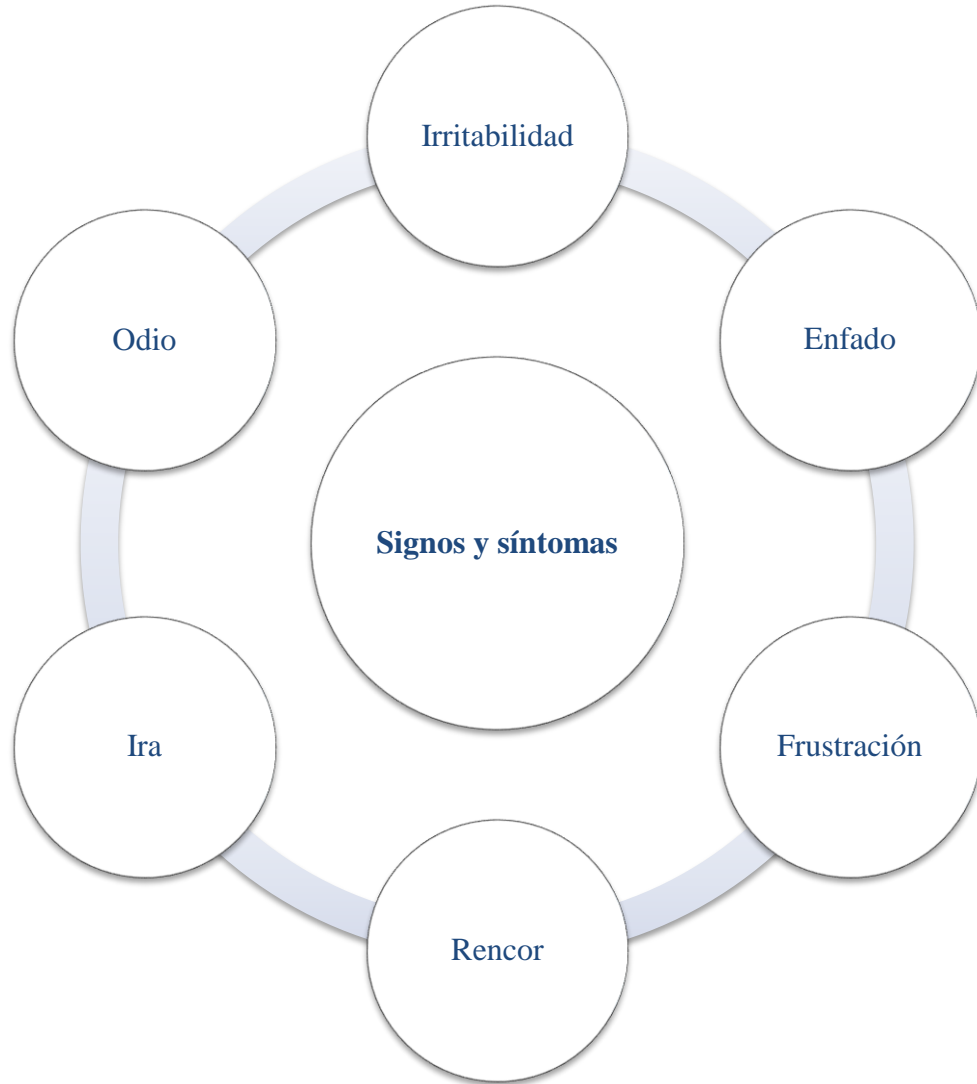 Irritabilidad
Odio
Enfado
Signos y síntomas
Ira
Frustración
Rencor